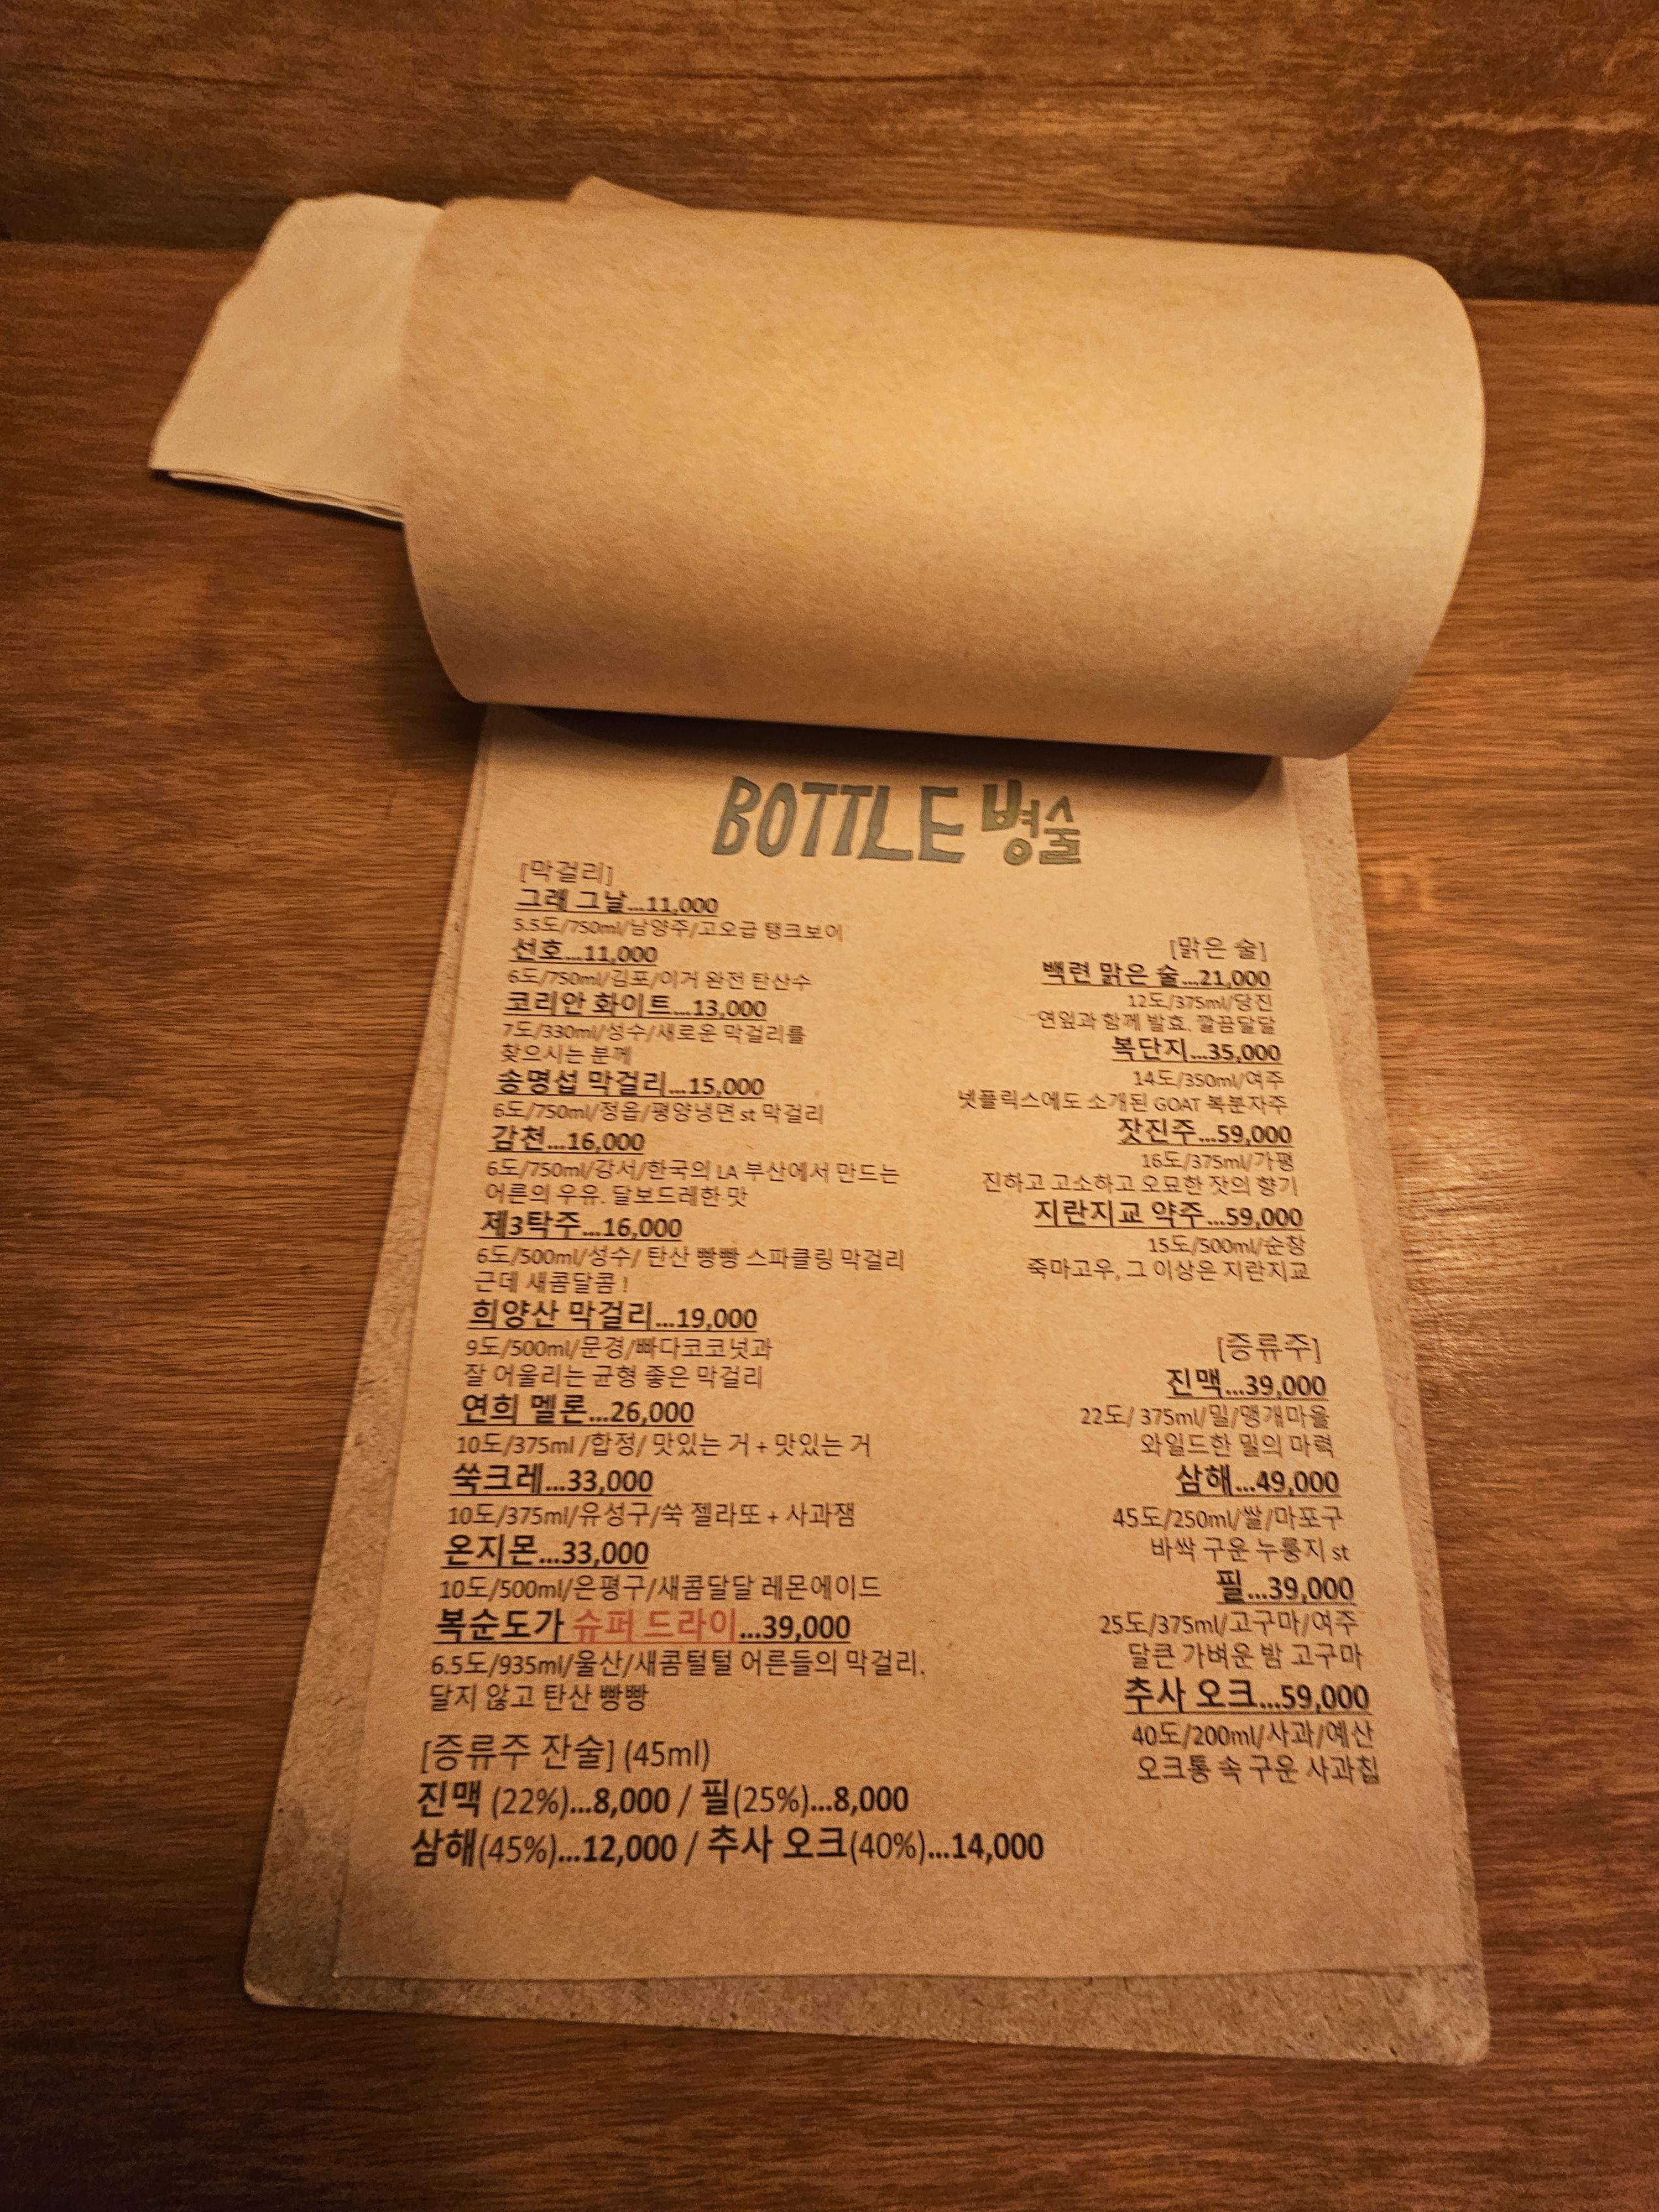 BOTTLE 병술
[막걸리]
그래 그날...11,000
5.5도/750ml/남양주/고오급 탱크보이
선호...11,000
6도/750ml/김포/이거 완전 탄산수
코리안 화이트...13,000
7도/330ml/성수/새로운 막걸리를
찾으시는 분께
송명섭 막걸리...15,000
6도/750ml/정읍/평양냉면 st 막걸리
감천...16,000
6도/750ml/강서/한국의 LA 부산에서 만드는
어른의 우유. 달보드레한 맛
제3탁주...16,000
6도/500ml/성수/ 탄산 빵빵 스파클링 막걸리
근데 새콤달콤 !
희양산 막걸리...19,000
9도/500ml/문경/빠다코코넛과
잘 어울리는 균형 좋은 막걸리
연희 멜론...26,000
10도/375ml /합정/ 맛있는 거 + 맛있는 거
쑥크레...33,000
10도/375ml/유성구/쑥 젤라또 + 사과잼
온지몬...33,000
10도/500ml/은평구/새콤달달 레몬에이드
복순도가 슈퍼 드라이...39,000
6.5도/935ml/울산/새콤털털 어른들의 막걸리.
달지 않고 탄산 빵빵
[증류주 잔술] (45ml)
진맥 (22%)...8,000 / 필(25%)...8,000
삼해(45%)...12,000 / 추사 오크(40%)...14,000
[맑은 술]
백련 맑은 술...21,000
12도/375ml/당진
연잎과 함께 발효. 깔끔달달
복단지...35,000
14도/350ml/여주
넷플릭스에도 소개된 GOAT 복분자주
잣진주...59,000
16도/375ml/가평
진하고 고소하고 오묘한 잣의 향기
지란지교 약주...59,000
15도/500ml/순창
죽마고우, 그 이상은 지란지교
[증류주]
진맥...39,000
22도/ 375ml/밀/맹개마을
와일드한 밀의 마력
삼해...49,000
45도/250ml/쌀/마포구
바싹 구운 누룽지 st
필...39,000
25도/375ml/고구마/여주
달큰 가벼운 밤 고구마
추사 오크...59,000
40도/200ml/사과/예산
오크통 속 구운 사과칩